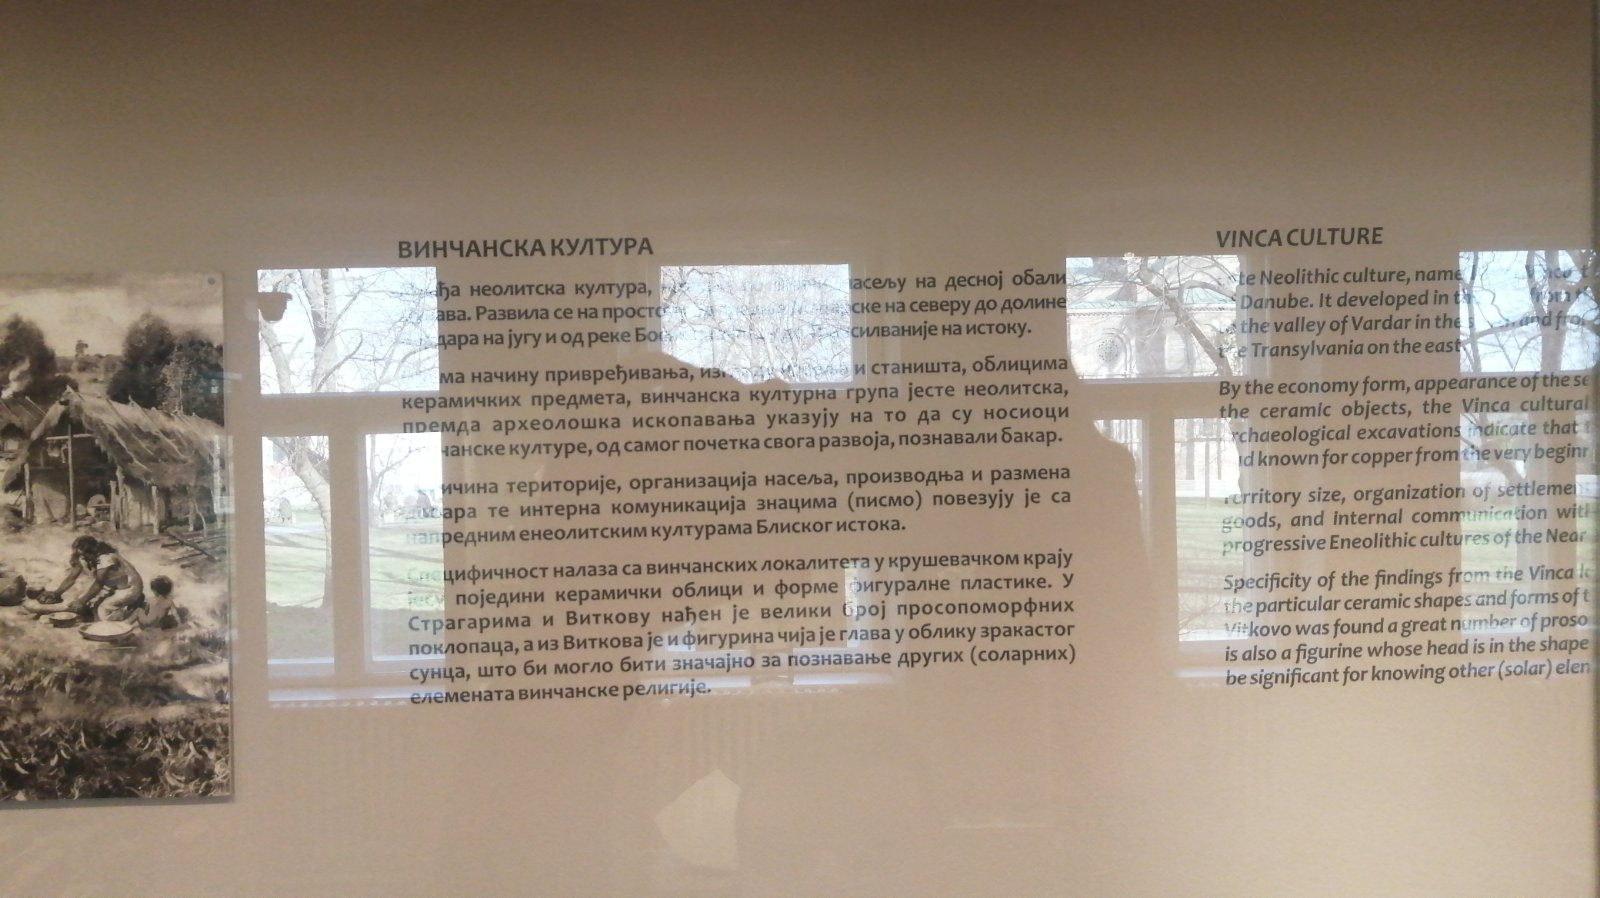 ВИНЧАНСКА КУЛТУРА
неолитска култура, насељу на десној обали
Развила се на на северу до долине
на југу и од реке на истоку.
начину привређивања, и станишта, облицима
керамичких предмета, винчанска културна група јесте неолитска,
премда археолошка ископавања указују на то да су носиоци
културе, од самог почетка свога развоја, познавали бакар.
територије, организација насеља, производња и размена
добара те интерна комуникација знацима (писмо) повезују је са
напредним енеолитским културама Блиског истока.
Специфичност налаза са винчанских локалитета у крушевачком крају
јесу поједини керамички облици и форме фигуралне пластике. У
Страгарима и Виткову нађен је велики број просопоморфних
поклопаца, а из Виткова је и фигурина чија је глава у облику зракастог
сунца, што би могло бити значајно за познавање других (соларних)
елемената винчанске религије.
VINCA CULTURE
Neolithic culture,
Danube. It developed in
the valley of Vardar in the and
Transylvania on the east
By the economy form, appearance of the
the ceramic objects, the Vinca cultural
archaeological excavations indicate that
known for copper from the very
Territory size, organization of
goods, and internal communication
progressive Eneolithic cultures of the Near
Specificity of the findings from the Vinca
the particular ceramic shapes and forms of
Vitkovo was found a great number of
is also a figurine whose head is in the shape
be significant for knowing other (solar)